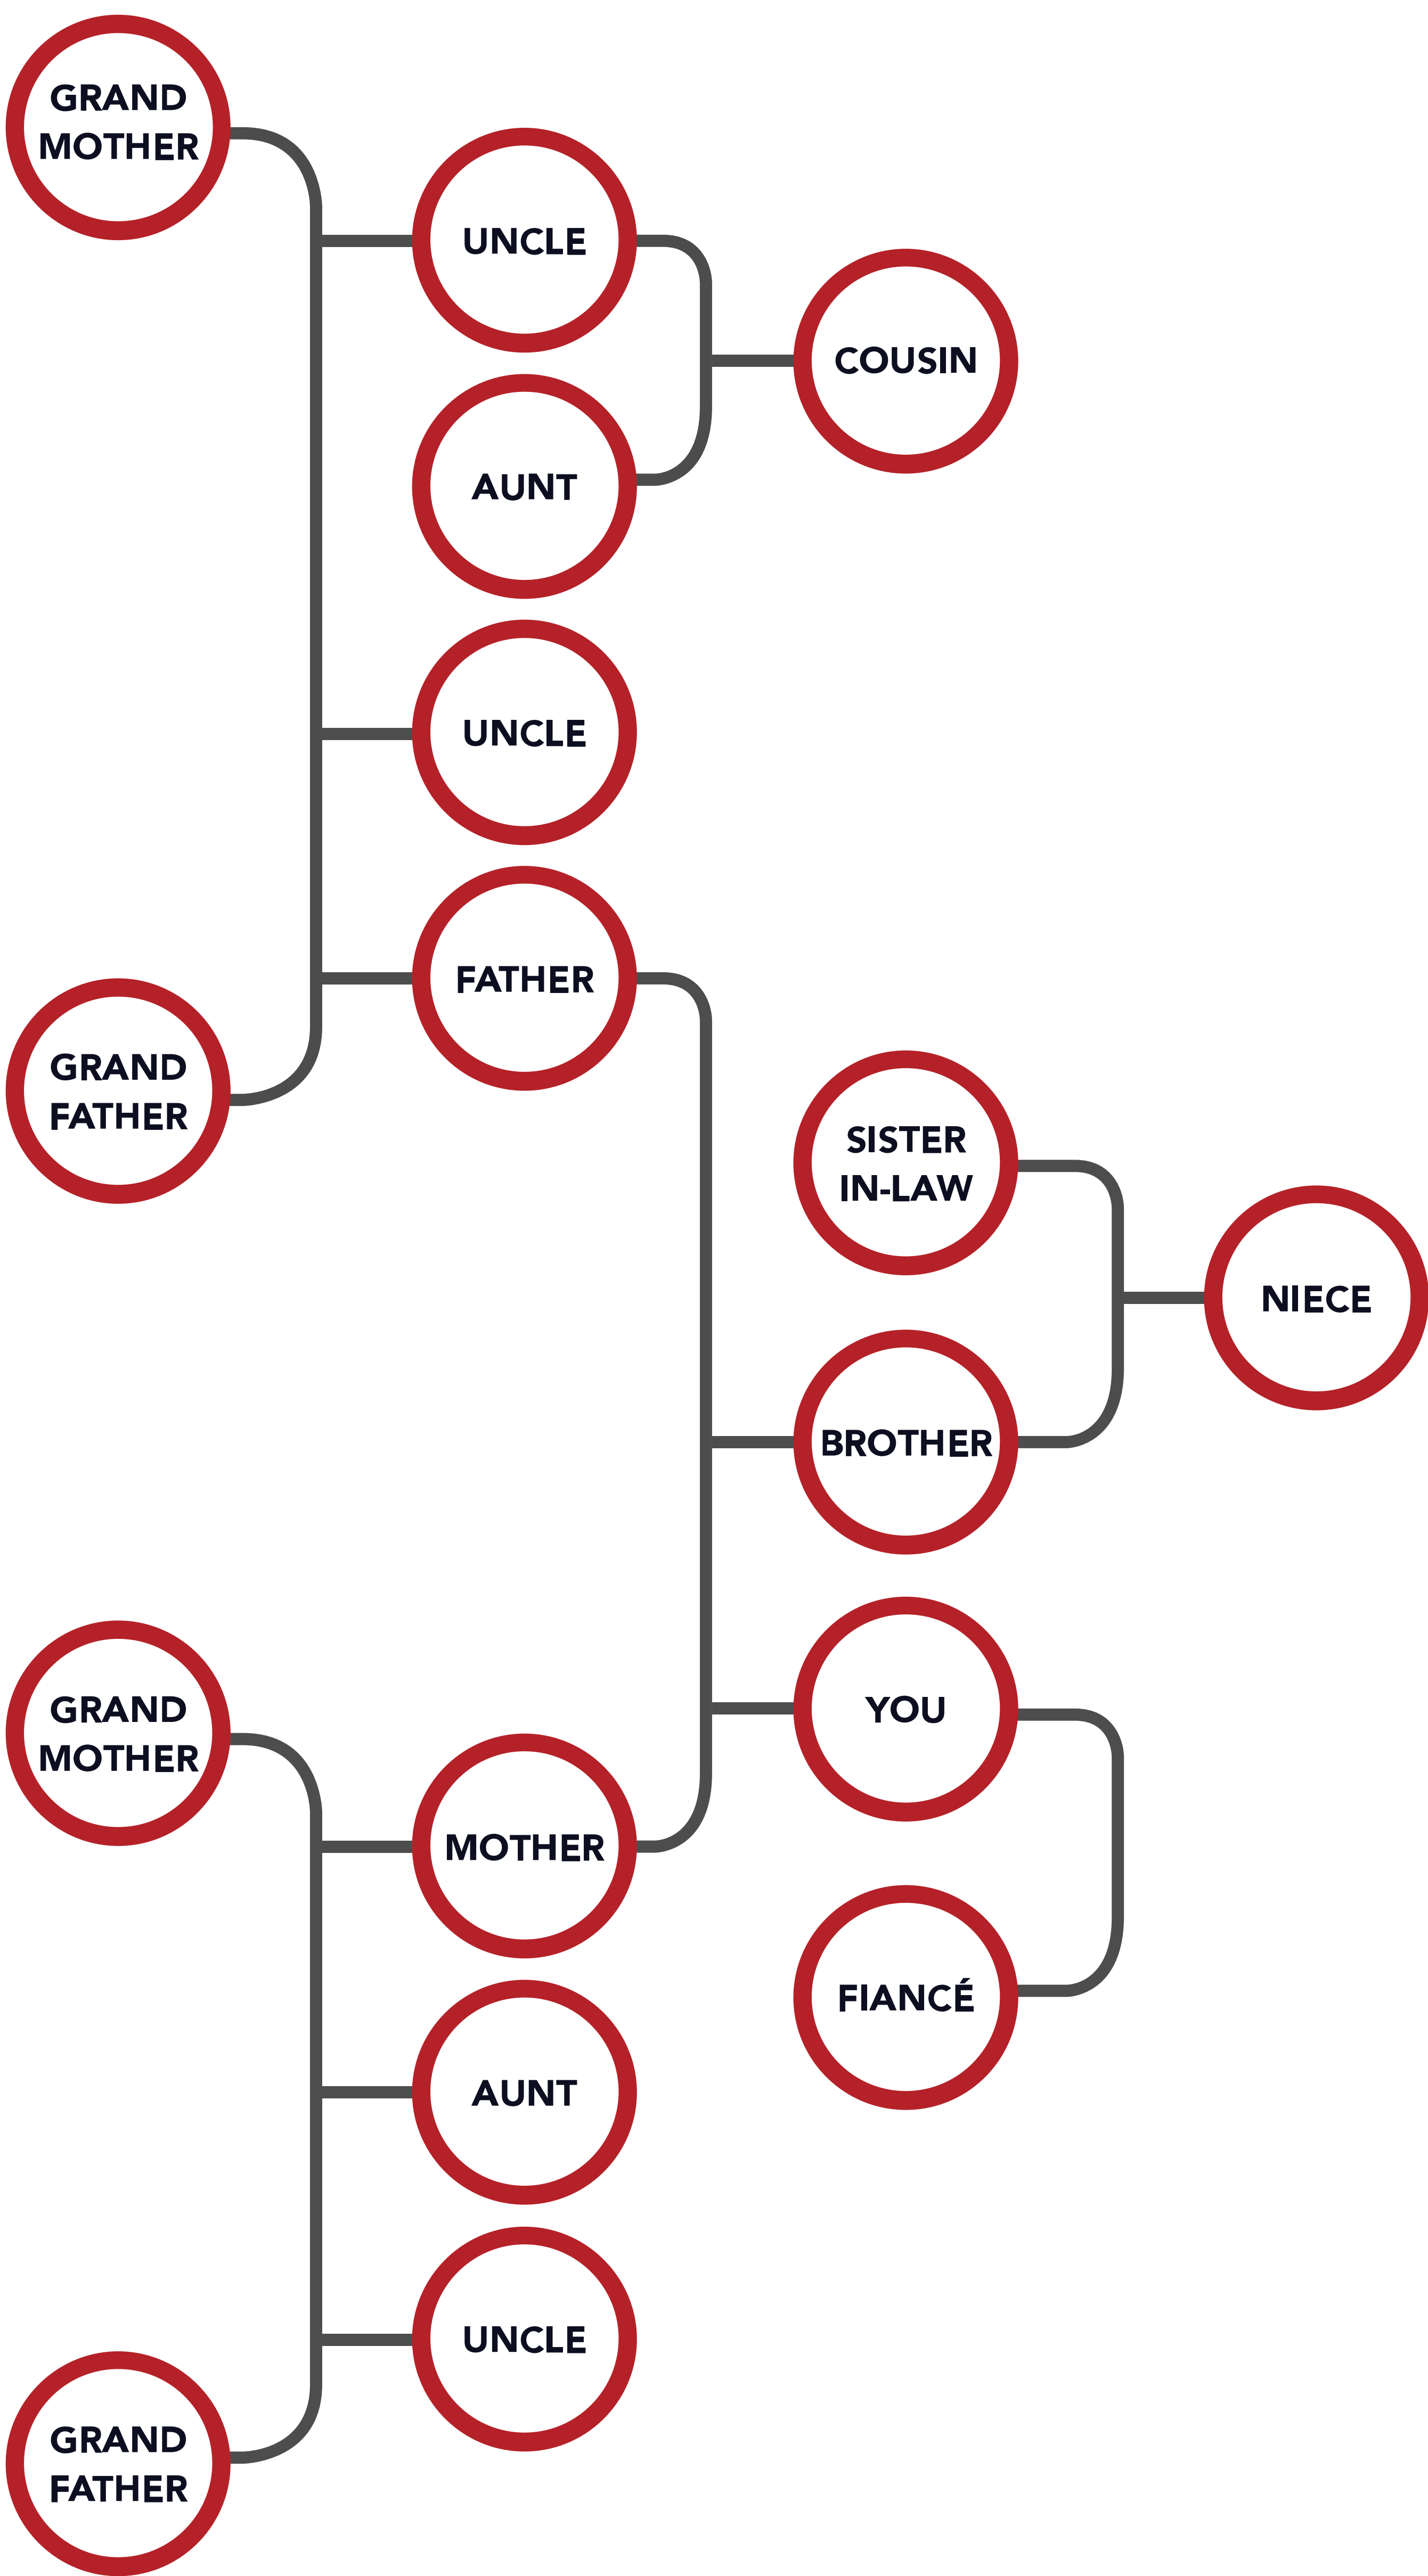 GRAND
MOTHER
UNCLE
COUSIN
AUNT
UNCLE
FATHER
GRAND
FATHER
SISTER
IN-LAW
NIECE
BROTHER
GRAND
MOTHER
YOU
MOTHER
FIANCÉ
AUNT
UNCLE
GRAND
FATHER